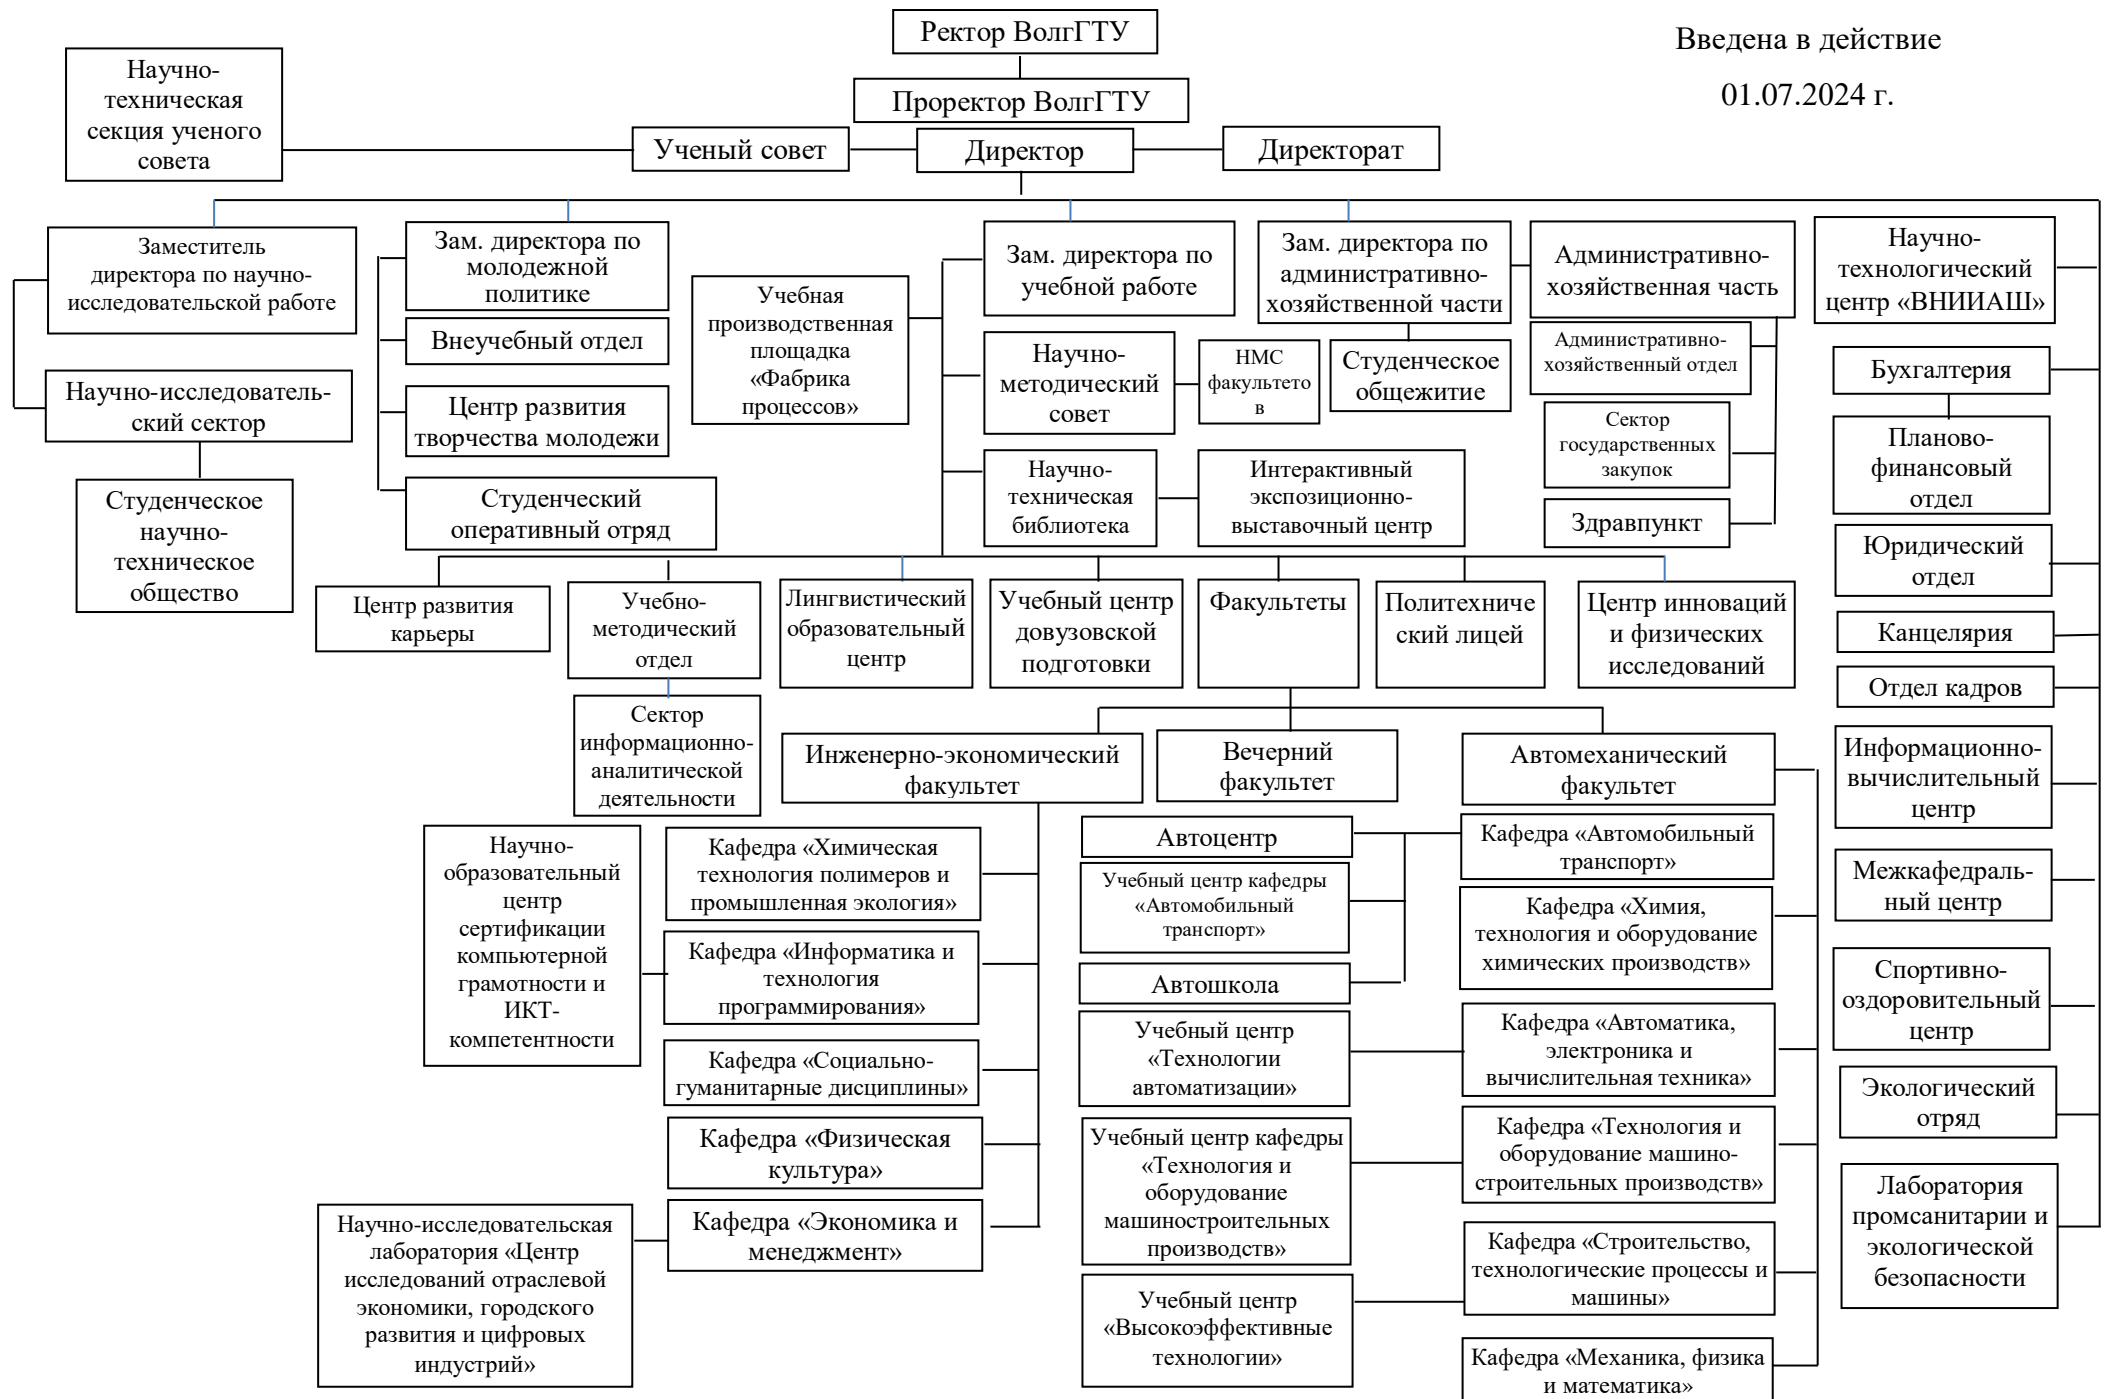 Ректор ВолгГТУ
Введена в действие
01.07.2024 г.
Научно-
техническая
секция ученого
совета
Проректор ВолгГТУ
Ученый совет
Директор
Директорат
Заместитель
директора по научно-
исследовательской работе
Зам. директора по
молодежной
политике
Учебная
производственная
площадка
«Фабрика
процессов»
Зам. директора по
учебной работе
Зам. директора по
административно-
хозяйственной части
Административно-
хозяйственная часть
Научно-
технологический
центр «ВНИИАШ»
Внеучебный отдел
Научно-
методический
совет
НМС
факультето
в
Студенческое
общежитие
Административно-
хозяйственный отдел
Бухгалтерия
Научно-исследователь-
ский сектор
Центр развития
творчества молодежи
Сектор
государственных
закупок
Планово-
финансовый
отдел
Студенческое
научно-
техническое
общество
Студенческий
оперативный отряд
Научно-
техническая
библиотека
Интерактивный
экспозиционно-
выставочный центр
Здравпункт
Юридический
отдел
Центр развития
карьеры
Учебно-
методический
отдел
Лингвистический
образовательный
центр
Учебный центр
довузовской
подготовки
Факультеты
Политехниче
ский лицей
Центр инноваций
и физических
исследований
Канцелярия
Отдел кадров
Сектор
информационно-
аналитической
деятельности
Инженерно-экономический
факультет
Вечерний
факультет
Автомеханический
факультет
Информационно-
вычислительный
центр
Научно-
образовательный
центр
сертификации
компьютерной
грамотности и
ИКТ-
компетентности
Кафедра «Химическая
технология полимеров и
промышленная экология»
Автоцентр
Кафедра «Автомобильный
транспорт»
Межкафедраль-
ный центр
Учебный центр кафедры
«Автомобильный
транспорт»
Кафедра «Химия,
технология и оборудование
химических производств»
Кафедра «Информатика и
технология
программирования»
Автошкола
Спортивно-
оздоровительный
центр
Кафедра «Социально-
гуманитарные дисциплины»
Учебный центр
«Технологии
автоматизации»
Кафедра «Автоматика,
электроника и
вычислительная техника»
Экологический
отряд
Кафедра «Физическая
культура»
Учебный центр кафедры
«Технология и
оборудование
машиностроительных
производств»
Кафедра «Технология и
оборудование машино-
строительных производств»
Лаборатория
промсанитарии и
экологической
безопасности
Научно-исследовательская
лаборатория «Центр
исследований отраслевой
экономики, городского
развития и цифровых
индустрий»
Кафедра «Экономика и
менеджмент»
Кафедра «Строительство,
технологические процессы и
машины»
Учебный центр
«Высокоэффективные
технологии»
Кафедра «Механика, физика
и математика»